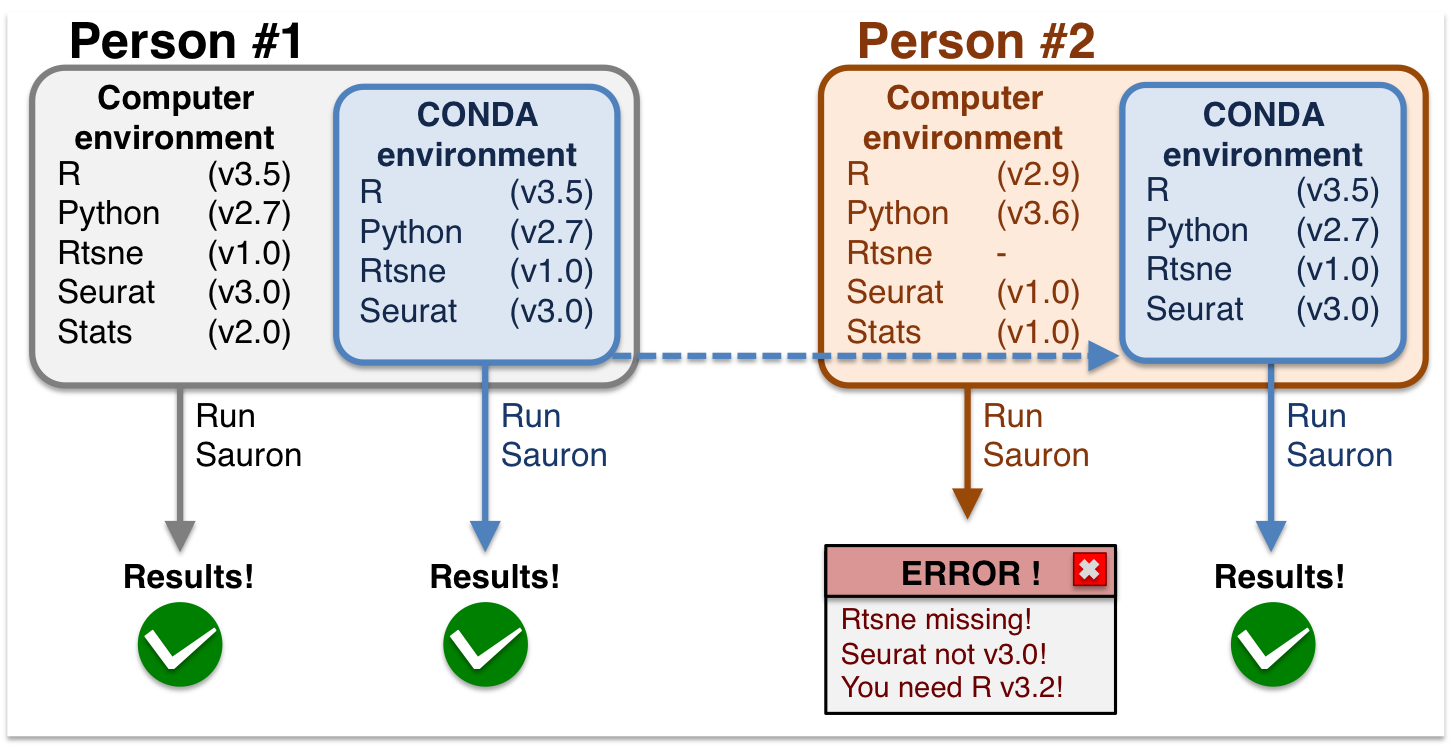 Person #1
Computer
environment
R (v3.5)
Python (v2.7)
Rtsne (v1.0)
Seurat (v3.0)
Stats (v2.0)
CONDA
environment
R (v3.5)
Python (v2.7)
Rtsne (v1.0)
Seurat (v3.0)
Run
Sauron
Results!
Run
Sauron
Results!
Person #2
Computer
environment
R (v2.9)
Python (v3.6)
Rtsne -
Seurat (v1.0)
Stats (v1.0)
CONDA
environment
R (v3.5)
Python (v2.7)
Rtsne (v1.0)
Seurat (v3.0)
Run
Sauron
ERROR !
Rtsne missing!
Seurat not v3.0!
You need R v3.2!
Run
Sauron
Results!